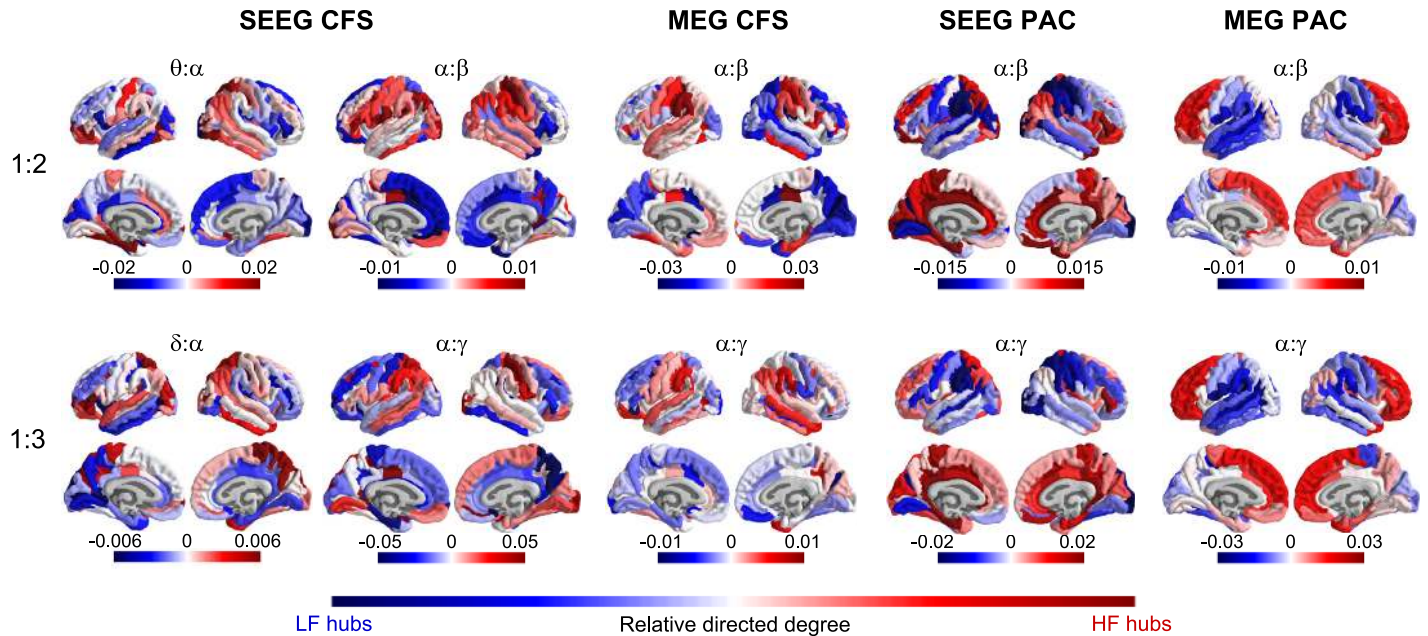 SEEG CFS MEG CFS SEEG PAC MEG PAC
θ:α α:β α:β α:β α:β
1:2
-0.02 0 0.02 -0.01 0 0.01 -0.03 0 0.03 -0.015 0 0.015 -0.01 0 0.01
δ:α α:γ α:γ α:γ α:γ
1:3
-0.006 0 0.006 -0.05 0 0.05 -0.01 0 0.01 -0.02 0 0.02 -0.03 0 0.03
LF hubs Relative directed degree HF hubs